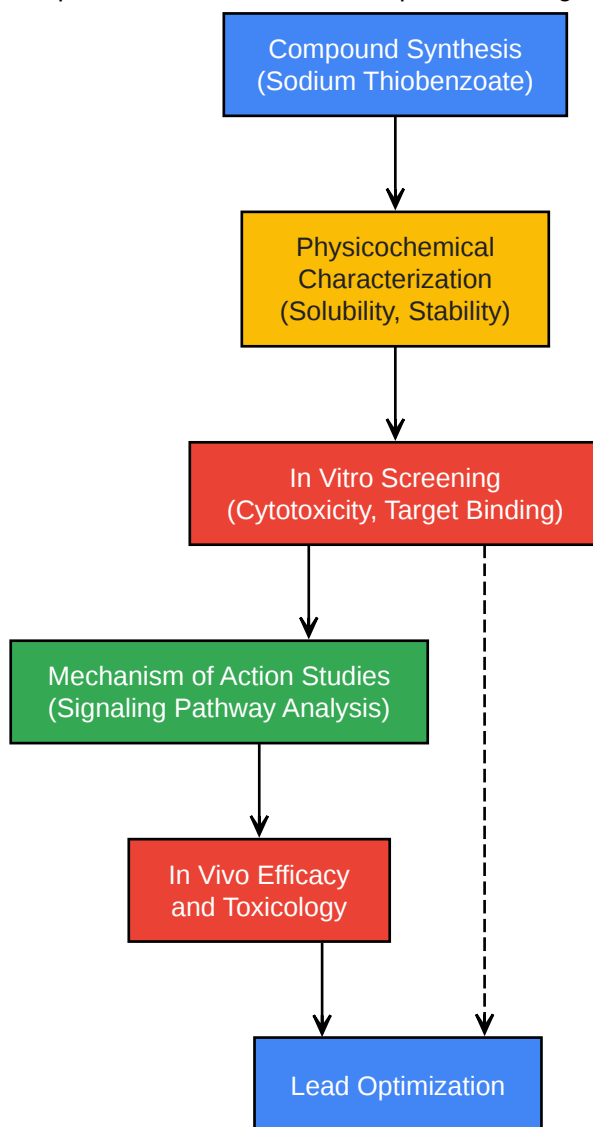 Compound Synthesis
(Sodium Thiobenzoate)
Physicochemical
Characterization
(Solubility, Stability)
In Vitro Screening
(Cytotoxicity, Target Binding)
Mechanism of Action Studies
(Signaling Pathway Analysis)
In Vivo Efficacy
and Toxicology
Lead Optimization